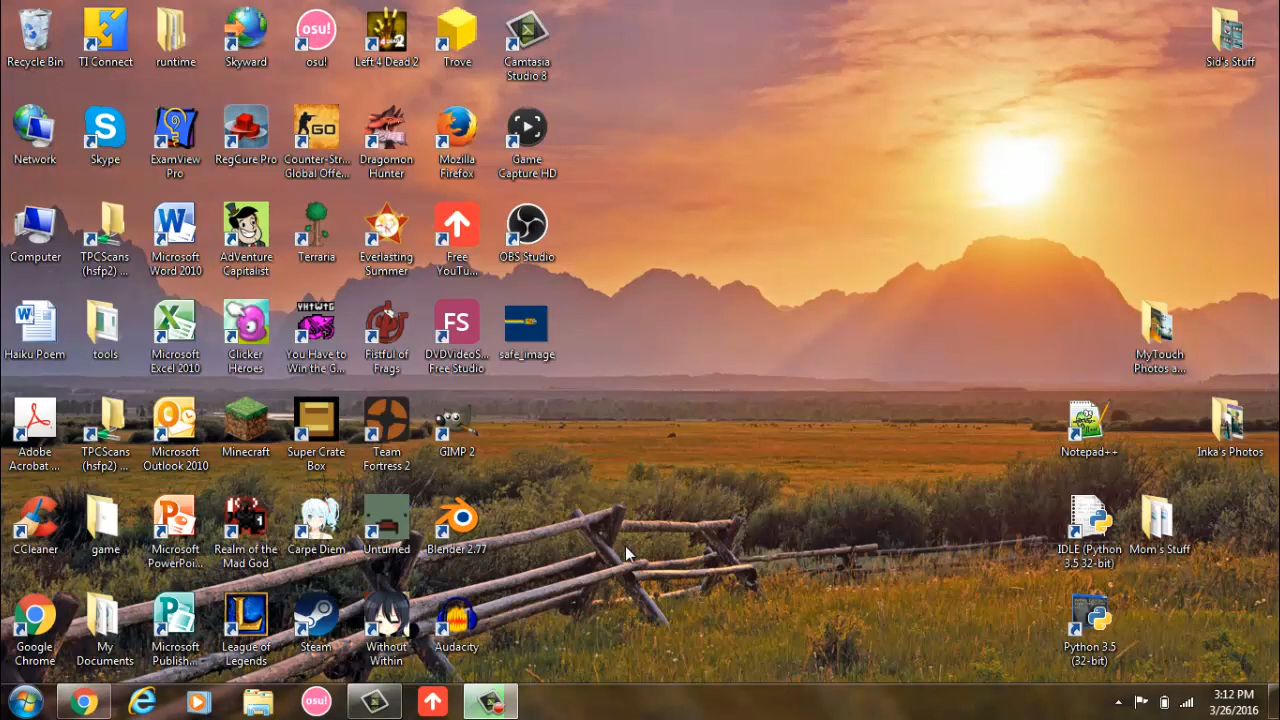 Recycle Bin
TI Connect
runtime
Skyward
osu!
osu!
Left 4 Dead 2
2
Trove
Camtasia
Studio 8
Sid's Stuff
Network
S
Skype
ExamView
Pro
RegCure Pro
GO
Counter-Str...
Global Offe...
Dragomon
Hunter
Mozilla
Firefox
Game
Capture HD
Computer
TPCScans
(hsfp2) ...
W
Microsoft
Word 2010
AdVenture
Capitalist
Terraria
Everlasting
Summer
Free
YouTu...
OBS Studio
W
Haiku Poem
tools
X
Microsoft
Excel 2010
Clicker
Heroes
YHTWTG
You Have to
Win the G...
Fistful of
Frags
FS
DVDVideoS...
Free Studio
safe_image
MyTouch
Photos a...
Adobe
Acrobat ...
TPCScans
(hsfp2) ...
O
Microsoft
Outlook 2010
Minecraft
Super Crate
Box
Team
Fortress 2
GIMP 2
Notepad++
Inka's Photos
CCleaner
game
P
Microsoft
PowerPoi...
Realm of the
Mad God
Carpe Diem
Unturned
Blender 2.77
IDLE (Python
3.5 32-bit)
Mom's Stuff
Google
Chrome
My
Documents
P
Microsoft
Publish...
L
League of
Legends
Steam
Without
Within
Audacity
Python 3.5
(32-bit)
osu!
3:12 PM
3/26/2016